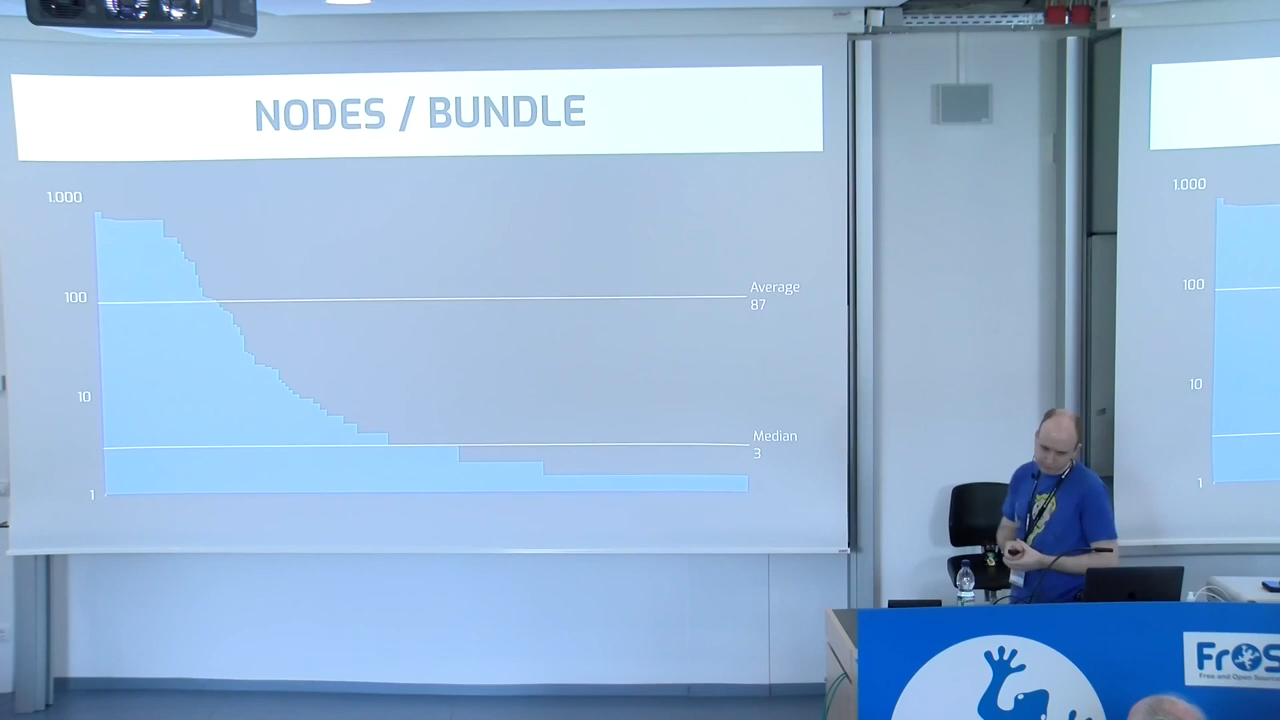 NODES / BUNDLE
1.000
100
10
1
Average
87
Median
3
1.000
100
10
1
FrOS
Free and Open Source